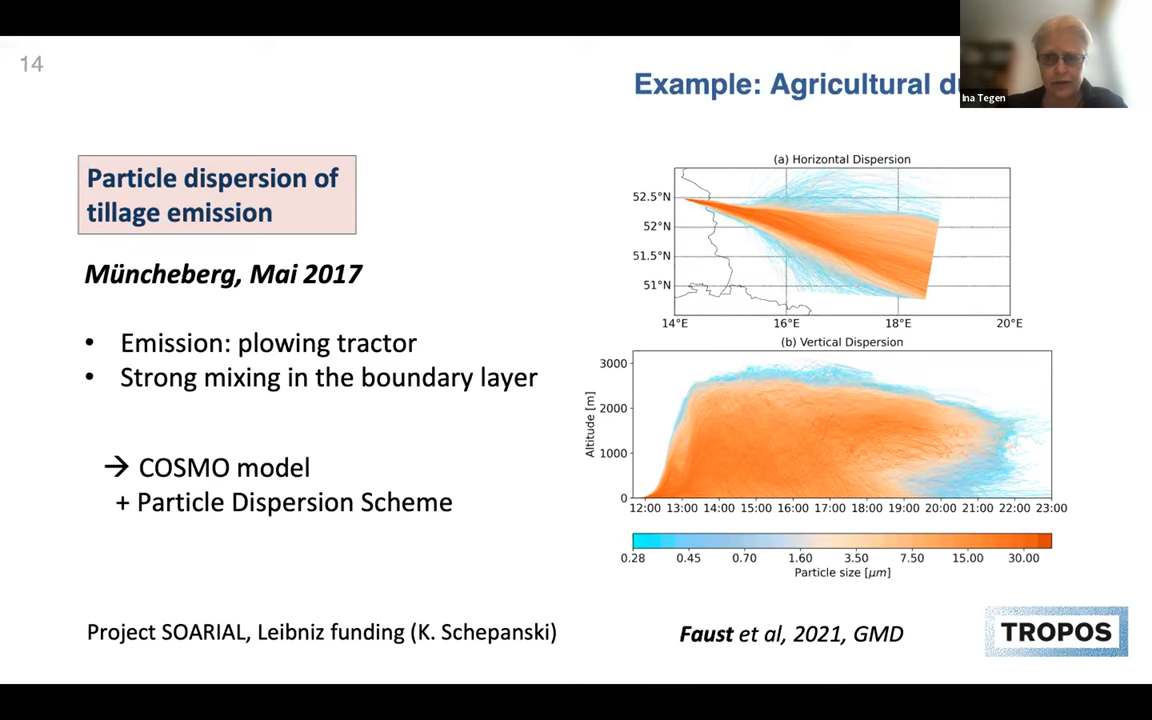 14
Example: Agricultural d
Ina Tegen
Particle dispersion of
tillage emission
Müncheberg, Mai 2017
• Emission: plowing tractor
• Strong mixing in the boundary layer
→ COSMO model
+ Particle Dispersion Scheme
(a) Horizontal Dispersion
52.5°N
52°N
51.5°N
51°N
14°E 16°E 18°E 20°E
(b) Vertical Dispersion
Altitude [m]
3000
2000
1000
0
12:00 13:00 14:00 15:00 16:00 17:00 18:00 19:00 20:00 21:00 22:00 23:00
0.28 0.45 0.70 1.60 3.50 7.50 15.00 30.00
Particle size [μm]
Project SOARIAL, Leibniz funding (K. Schepanski)
Faust et al, 2021, GMD
TROPOS